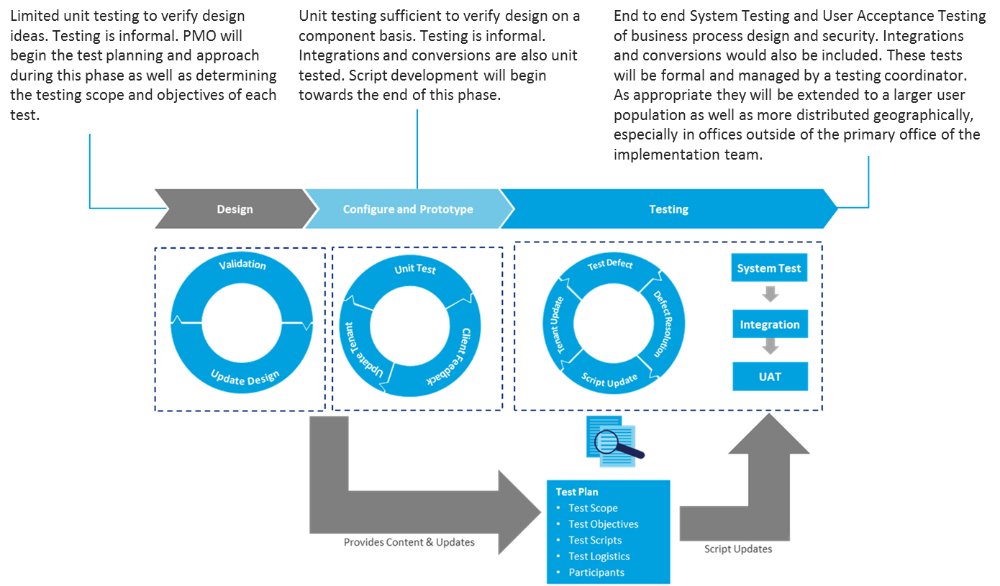 Limited unit testing to verify design
ideas. Testing is informal. PMO will
begin the test planning and approach
during this phase as well as determining
the testing scope and objectives of each
test.
Unit testing sufficient to verify design on a
component basis. Testing is informal.
Integrations and conversions are also unit
tested. Script development will begin
towards the end of this phase.
End to end System Testing and User Acceptance Testing
of business process design and security. Integrations
and conversions would also be included. These tests
will be formal and managed by a testing coordinator.
As appropriate they will be extended to a larger user
population as well as more distributed geographically,
especially in offices outside of the primary office of the
implementation team.
Design
Configure and Prototype
Testing
Validation
Update Design
Unit Test
Client Feedback
Update Tenant
Test Defect
Defect Resolution
Script Update
Tenant Update
System Test
Integration
UAT
Provides Content & Updates
Test Plan
• Test Scope
• Test Objectives
• Test Scripts
• Test Logistics
• Participants
Script Updates